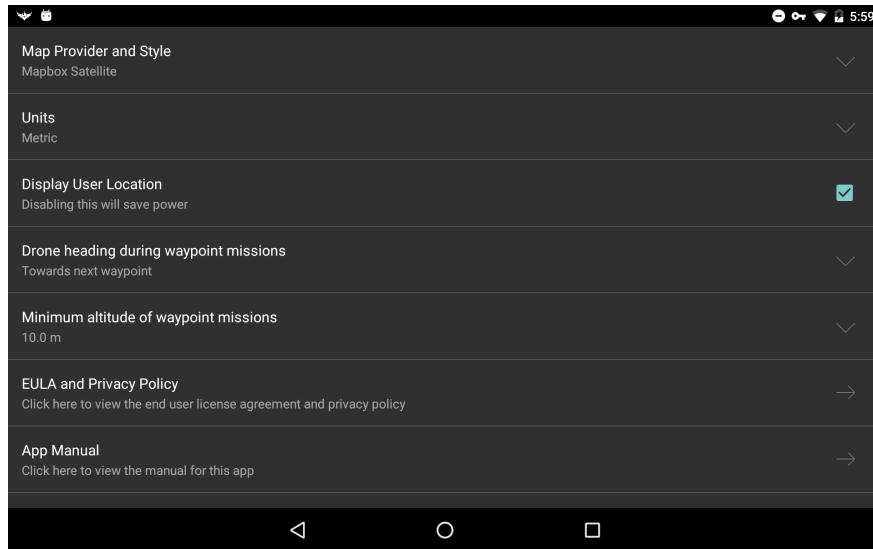 5:59
Map Provider and Style
Mapbox Satellite
Units
Metric
Display User Location
Disabling this will save power
Drone heading during waypoint missions
Towards next waypoint
Minimum altitude of waypoint missions
10.0 m
EULA and Privacy Policy
Click here to view the end user license agreement and privacy policy
App Manual
Click here to view the manual for this app